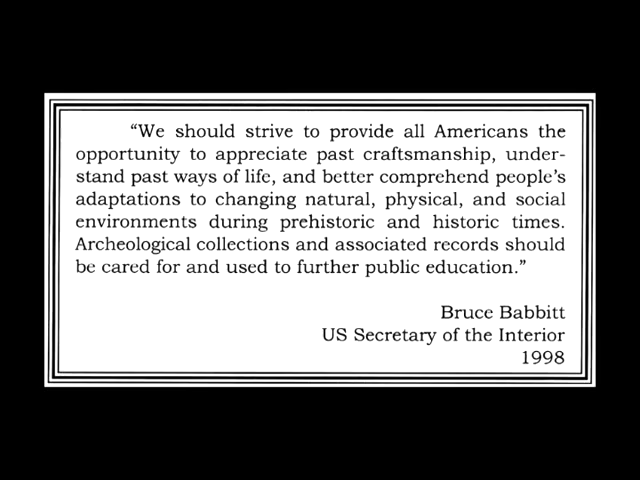 “We should strive to provide all Americans the
opportunity to appreciate past craftsmanship, under-
stand past ways of life, and better comprehend people’s
adaptations to changing natural, physical, and social
environments during prehistoric and historic times.
Archeological collections and associated records should
be cared for and used to further public education.”
Bruce Babbitt
US Secretary of the Interior
1998